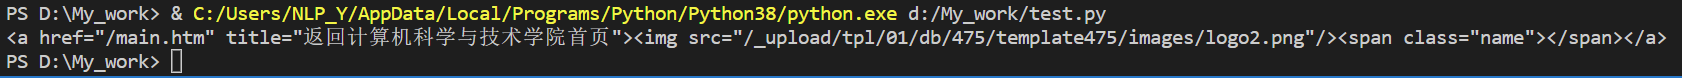 PS D:\My_work> & C:/Users/NLP_Y/AppData/Local/Programs/Python/Python38/python.exe d:/My_work/test.py
<a href="/main.htm" title="返回计算机科学与技术学院首页"><img src="/_upload/tpl/01/db/475/template475/images/logo2.png"/><span class="name"></span></a>
PS D:\My_work>